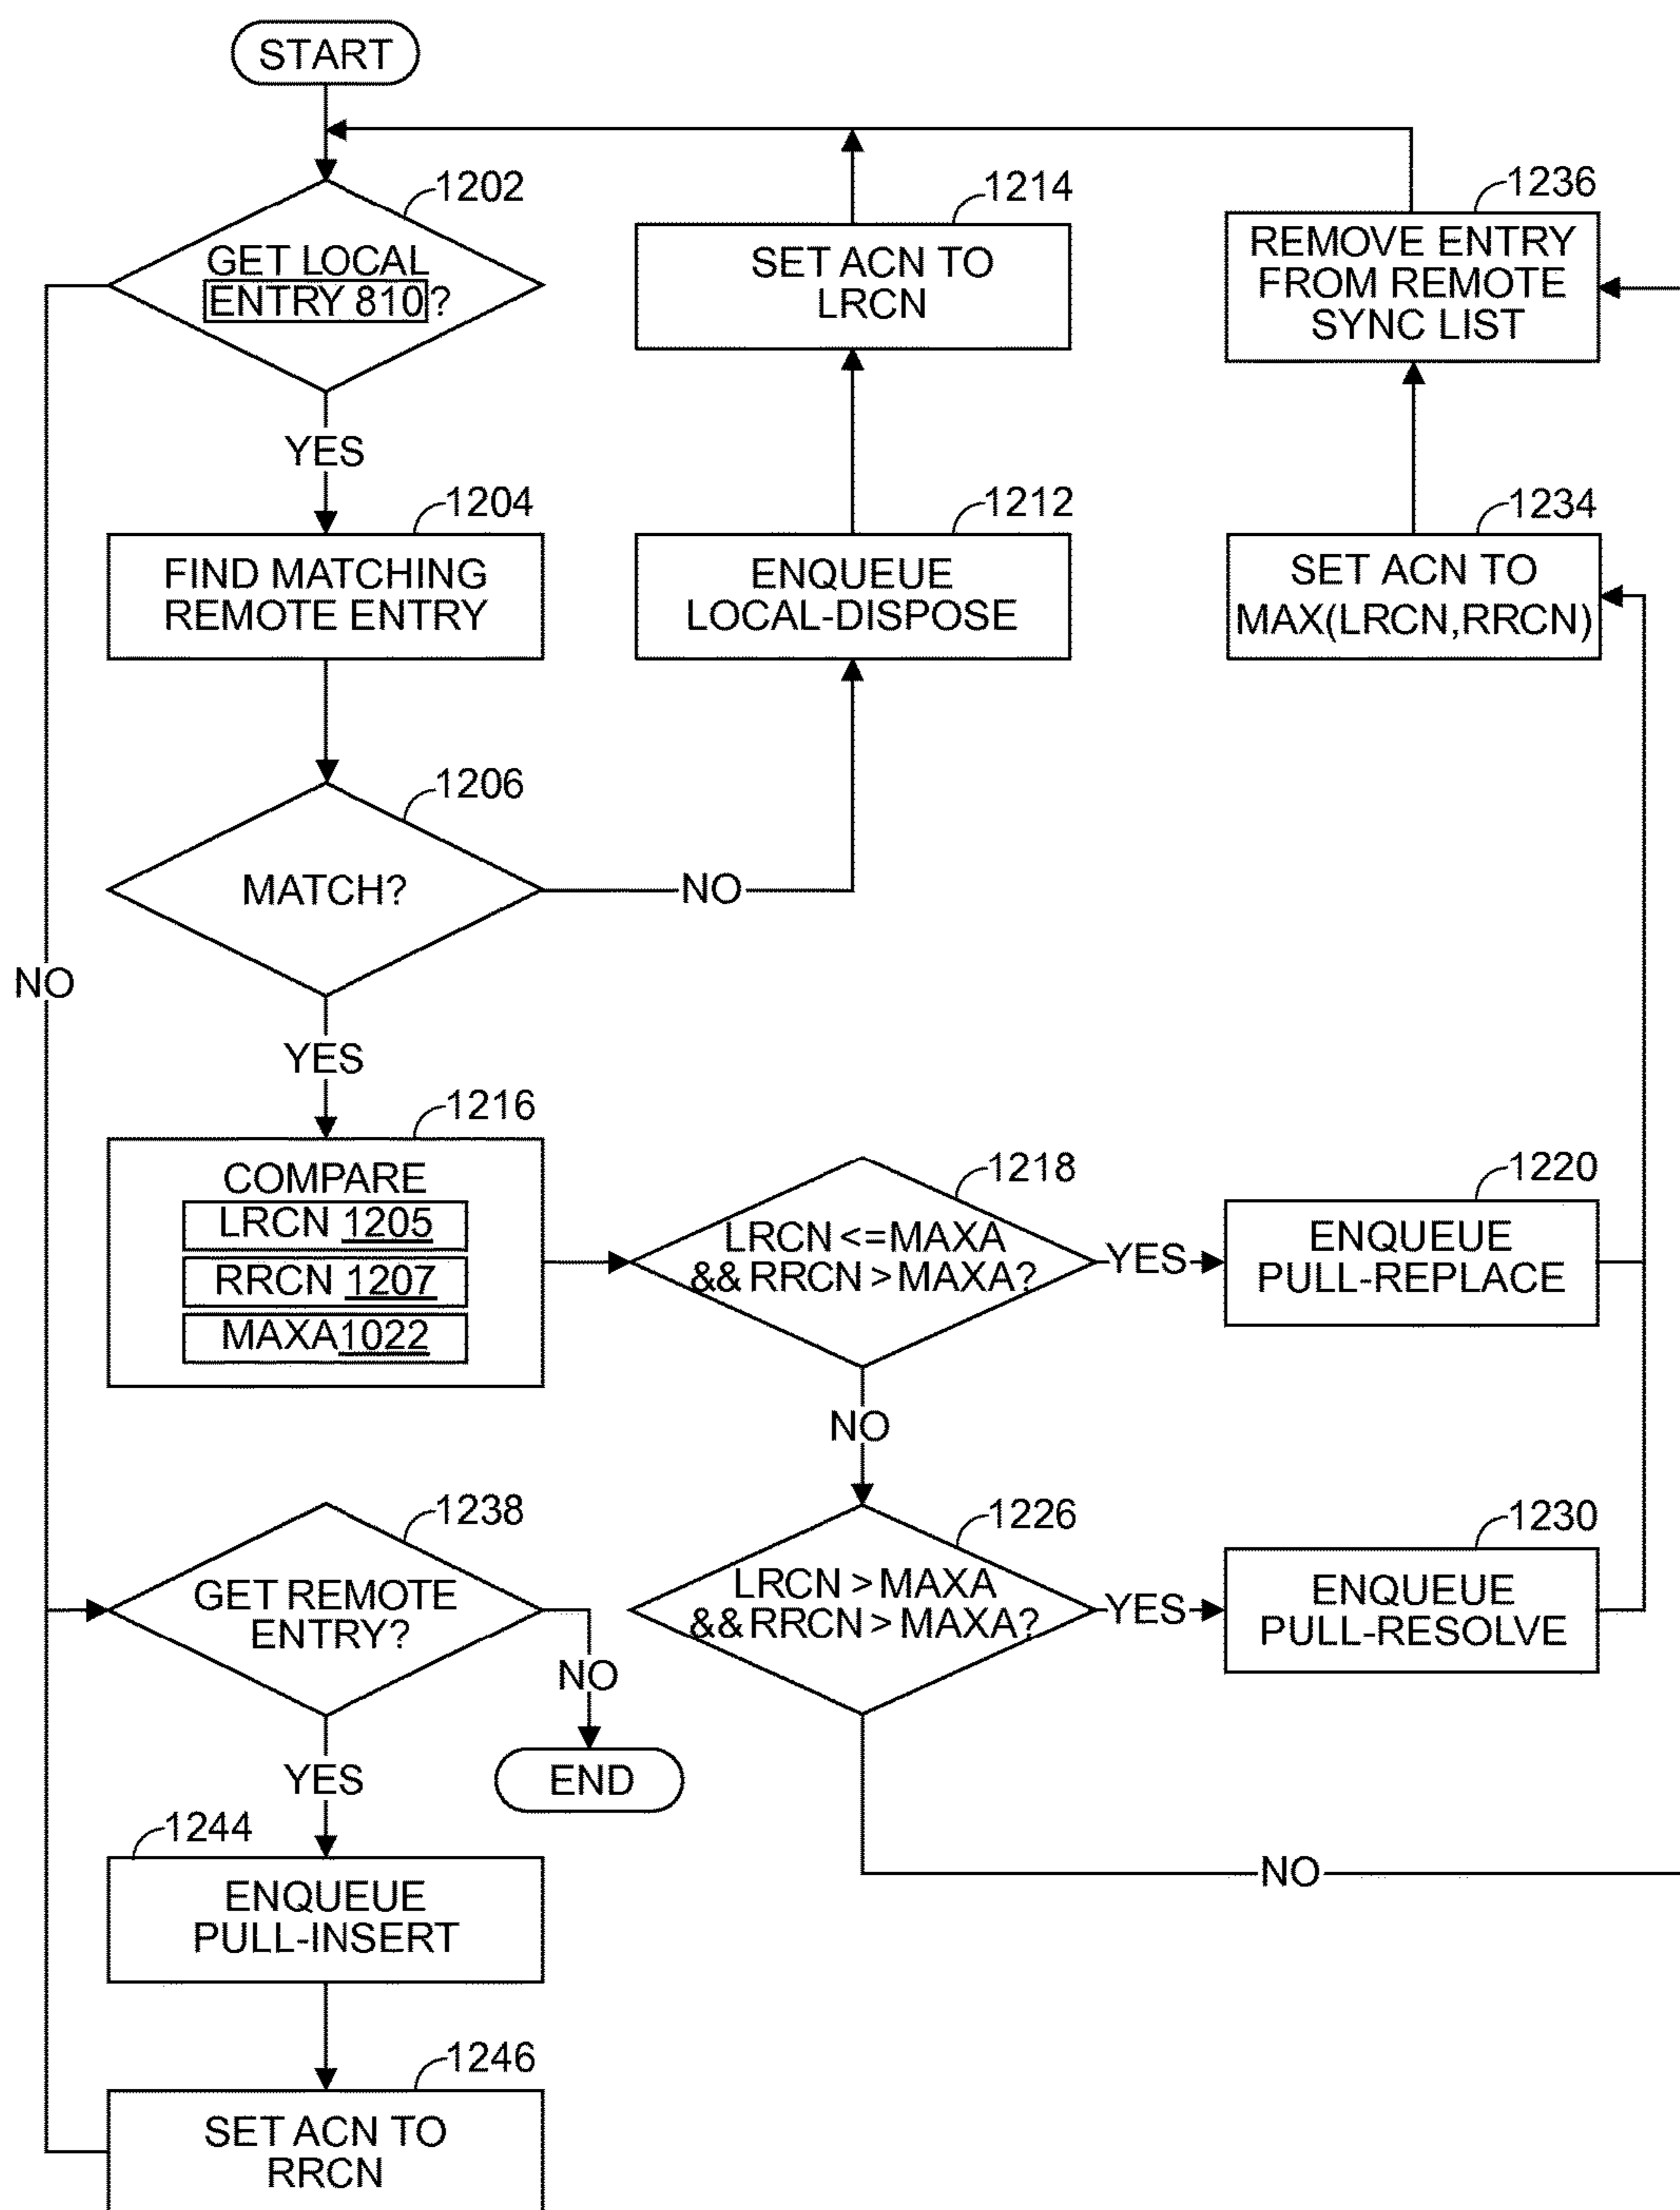 START
1202
GET LOCAL
ENTRY 810?
YES
1204
FIND MATCHING
REMOTE ENTRY
1206
MATCH?
NO
NO
YES
1214
SET ACN TO
LRCN
1212
ENQUEUE
LOCAL-DISPOSE
1236
REMOVE ENTRY
FROM REMOTE
SYNC LIST
1234
SET ACN TO
MAX(LRCN,RRCN)
1216
COMPARE
LRCN 1205
RRCN 1207
MAXA 1022
1218
LRCN <=MAXA
&& RRCN > MAXA?
YES
1220
ENQUEUE
PULL-REPLACE
NO
1226
LRCN > MAXA
&&RRCN > MAXA?
YES
1230
ENQUEUE
PULL-RESOLVE
NO
1238
GET REMOTE
ENTRY?
NO
END
YES
1244
ENQUEUE
PULL-INSERT
1246
SET ACN TO
RRCN